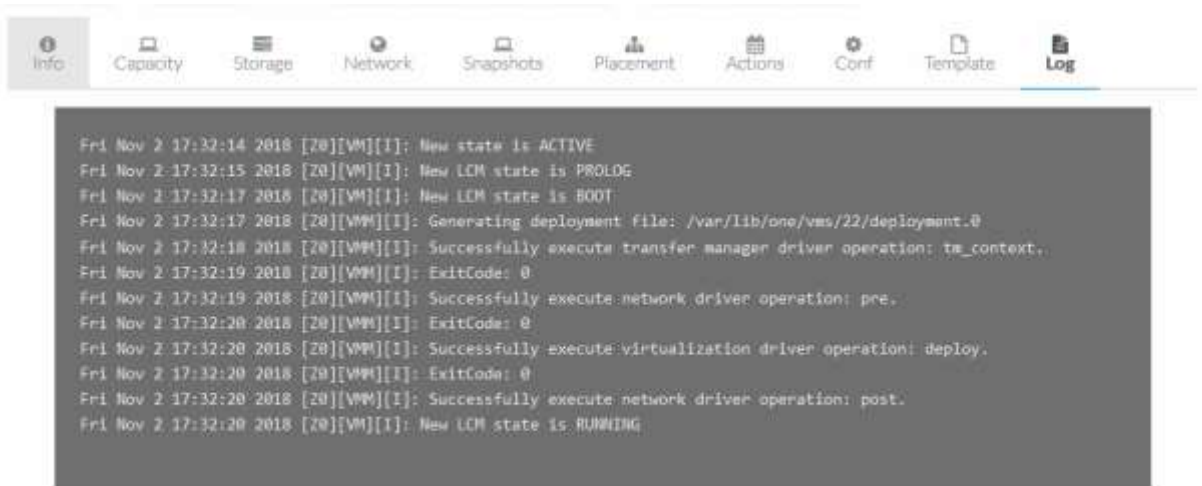 Info Capacity Storage Network Snapshots Placement Actions Conf Template Log
Fri Nov 2 17:32:14 2018 [Z0][VM][I]: New state is ACTIVE
Fri Nov 2 17:32:15 2018 [Z0][VM][I]: New LCM state is PROLOG
Fri Nov 2 17:32:17 2018 [Z0][VM][I]: New LCM state is BOOT
Fri Nov 2 17:32:17 2018 [Z0][VMM][I]: Generating deployment file: /var/lib/one/vms/22/deployment.0
Fri Nov 2 17:32:18 2018 [Z0][VMM][I]: Successfully execute transfer manager driver operation: tm_context.
Fri Nov 2 17:32:19 2018 [Z0][VMM][I]: ExitCode: 0
Fri Nov 2 17:32:19 2018 [Z0][VMM][I]: Successfully execute network driver operation: pre.
Fri Nov 2 17:32:20 2018 [Z0][VMM][I]: ExitCode: 0
Fri Nov 2 17:32:20 2018 [Z0][VMM][I]: Successfully execute virtualization driver operation: deploy.
Fri Nov 2 17:32:20 2018 [Z0][VMM][I]: ExitCode: 0
Fri Nov 2 17:32:20 2018 [Z0][VMM][I]: Successfully execute network driver operation: post.
Fri Nov 2 17:32:20 2018 [Z0][VM][I]: New LCM state is RUNNING